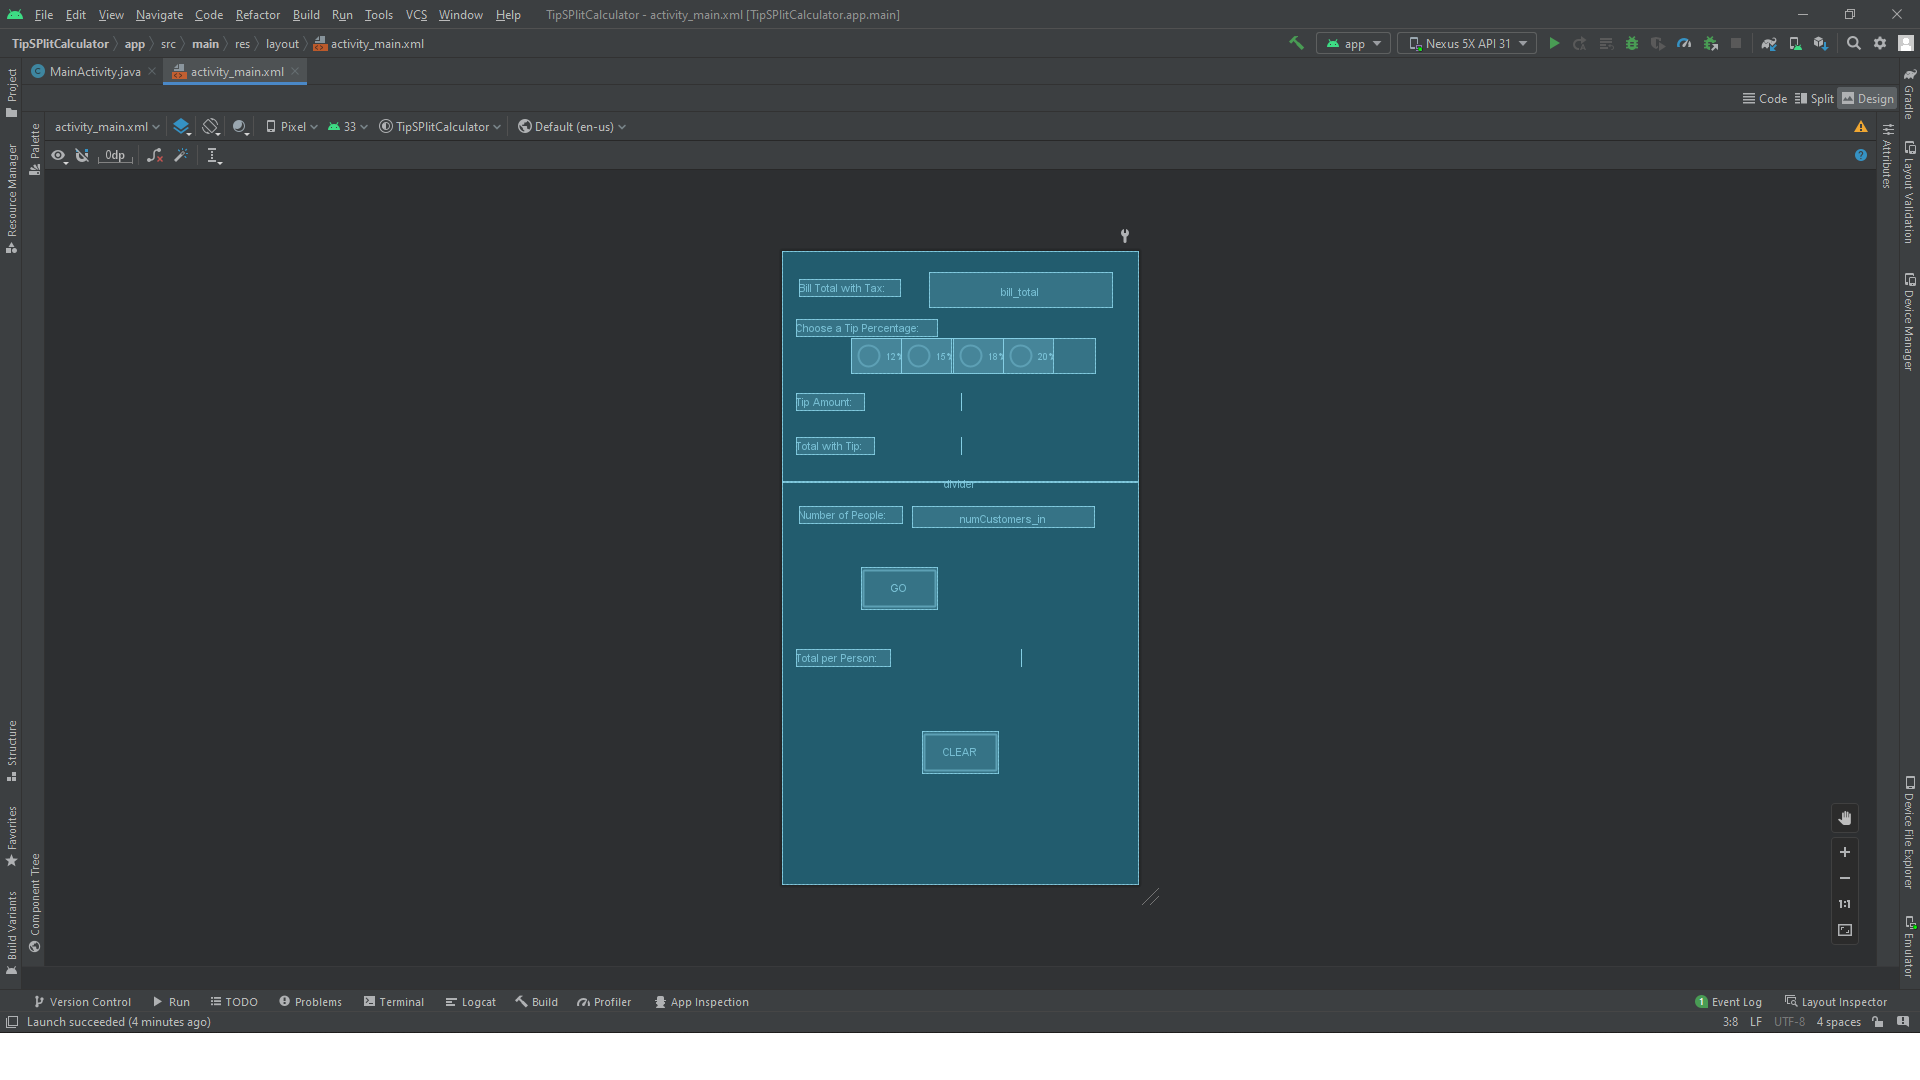 File Edit View Navigate Code Refactor Build Run Tools VCS Window Help TipSPlitCalculator - activity_main.xml [TipSPlitCalculator.app.main]
TipSPlitCalculator app src main res layout activity_main.xml app Nexus 5X API 31
MainActivity.java activity_main.xml
Code Split Design
activity_main.xml Pixel 33 TipSPlitCalculator Default (en-us)
0dp
Project
Resource Manager
Structure
Favorites
Build Variants
Palette
Component Tree
Bill Total with Tax: bill_total
Choose a Tip Percentage:
12% 15% 18% 20%
Tip Amount:
Total with Tip:
divider
Number of People: numCustomers_in
GO
Total per Person:
CLEAR
1:1
Attributes
Gradle
Layout Validation
Device Manager
Device File Explorer
Emulator
Version Control Run TODO Problems Terminal Logcat Build Profiler App Inspection 1 Event Log Layout Inspector
Launch succeeded (4 minutes ago) 3:8 LF UTF-8 4 spaces